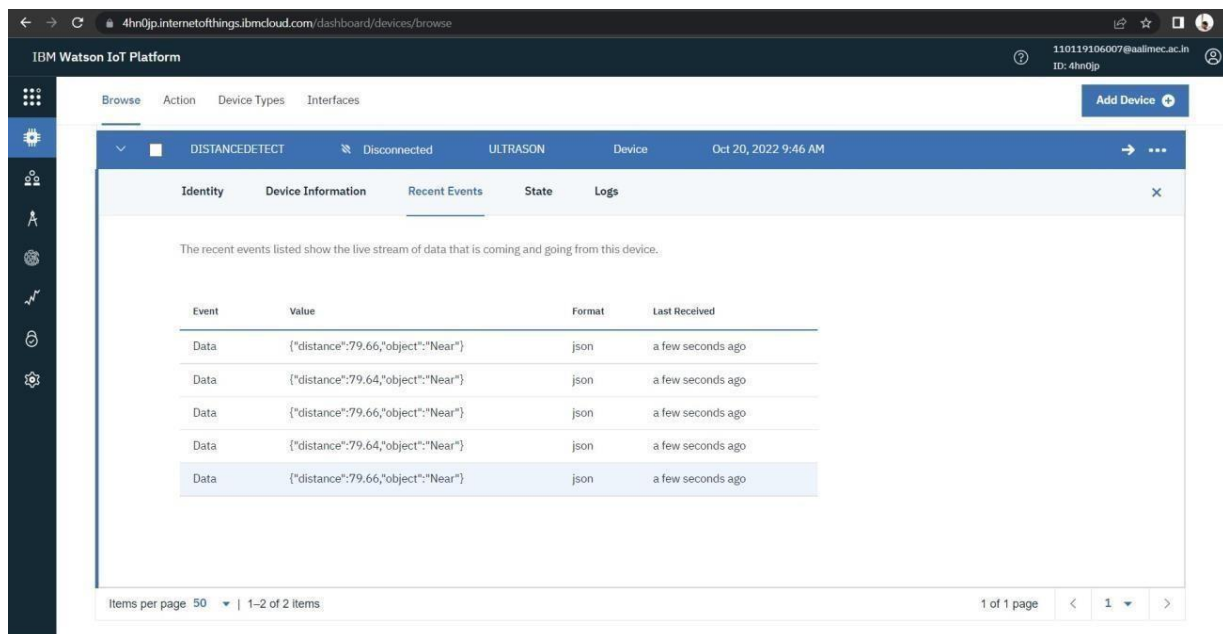 4hn0jp.internetofthings.ibmcloud.com/dashboard/devices/browse
IBM Watson IoT Platform
110119106007@aalimec.ac.in
ID: 4hn0jp
Browse Action Device Types Interfaces
Add Device
DISTANCEDETECT Disconnected ULTRASON Device Oct 20, 2022 9:46 AM
Identity Device Information Recent Events State Logs
The recent events listed show the live stream of data that is coming and going from this device.
Event Value Format Last Received
Data {"distance":79.66,"object":"Near"} json a few seconds ago
Data {"distance":79.64,"object":"Near"} json a few seconds ago
Data {"distance":79.66,"object":"Near"} json a few seconds ago
Data {"distance":79.64,"object":"Near"} json a few seconds ago
Data {"distance":79.66,"object":"Near"} json a few seconds ago
Items per page 50 | 1–2 of 2 items 1 of 1 page 1